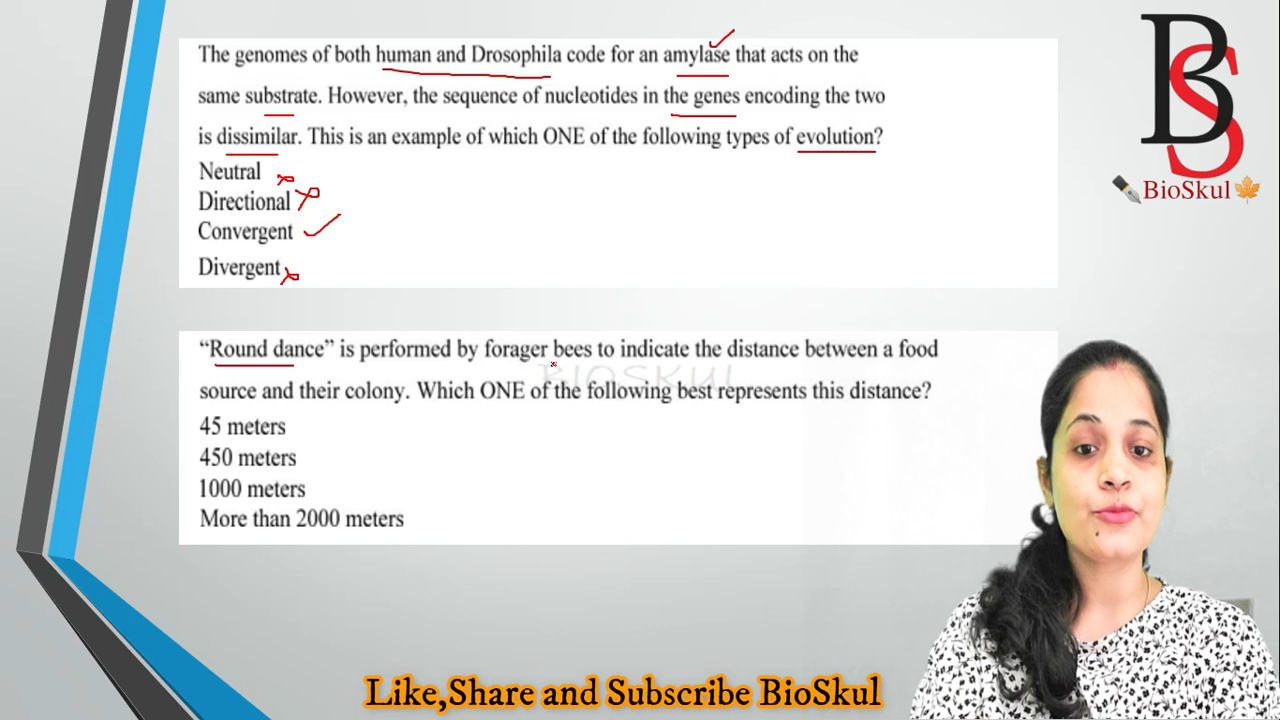 The genomes of both human and Drosophila code for an amylase that acts on the
same substrate. However, the sequence of nucleotides in the genes encoding the two
is dissimilar. This is an example of which ONE of the following types of evolution?
Neutral
Directional
Convergent
Divergent
BS
BioSkul
“Round dance” is performed by forager bees to indicate the distance between a food
BIOSKUL
source and their colony. Which ONE of the following best represents this distance?
45 meters
450 meters
1000 meters
More than 2000 meters
Like,Share and Subscribe BioSkul